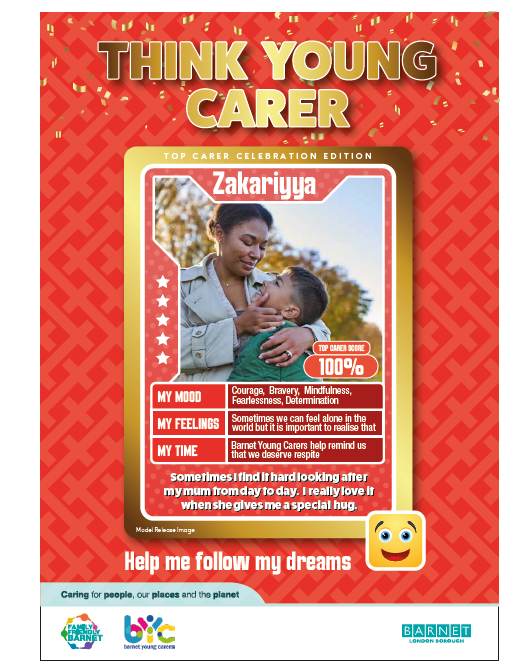 THINK YOUNG
CARER
TOP CARER CELEBRATION EDITION
Zakariyya
TOP CARER SCORE
100%
MY MOOD
Courage, Bravery, Mindfulness,
Fearlessness, Determination
MY FEELINGS
Sometimes we can feel alone in the
world but it is important to realise that
MY TIME
Barnet Young Carers help remind us
that we deserve respite
Sometimes I find it hard looking after
my mum from day to day. I really love it
when she gives me a special hug.
Model Release Image
Help me follow my dreams
Caring for people, our places and the planet
FAMILY
FRIENDLY
BARNET
byc
barnet young carers
BARNET
LONDON BOROUGH